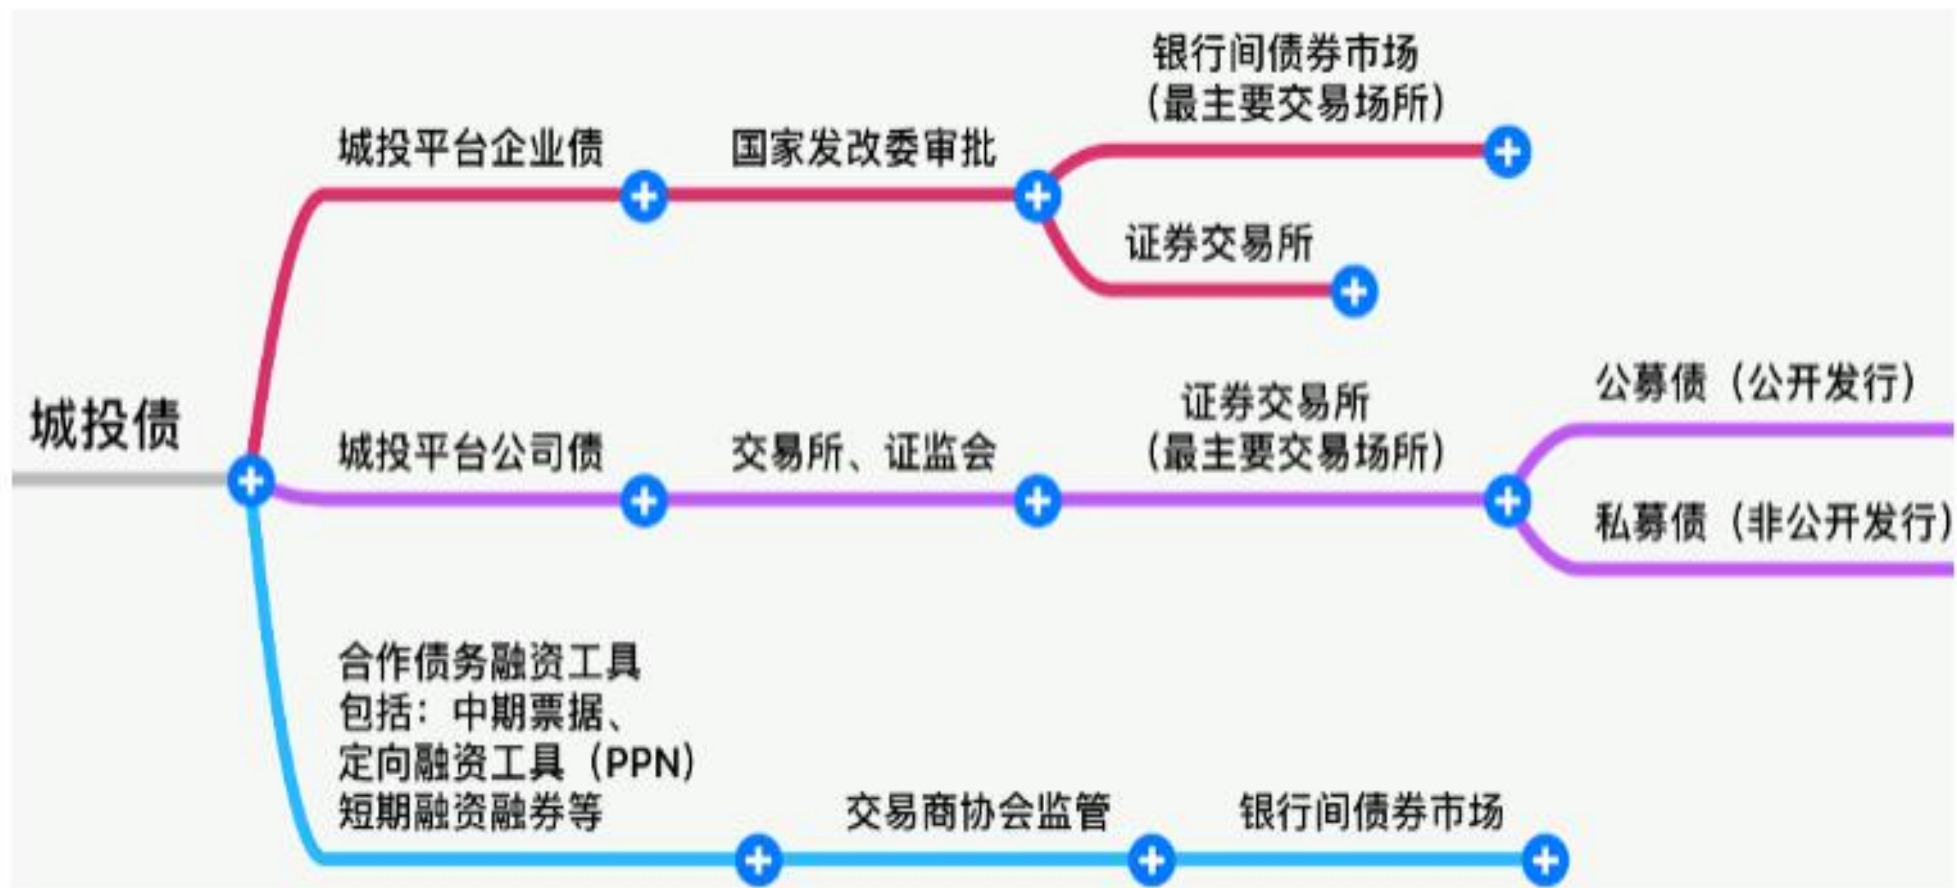 城投债
城投平台企业债
国家发改委审批
银行间债券市场
（最主要交易场所）
证券交易所
城投平台公司债
交易所、证监会
证券交易所
（最主要交易场所）
公募债（公开发行）
私募债（非公开发行）
合作债务融资工具
包括：中期票据、
定向融资工具（PPN）
短期融资融券等
交易商协会监管
银行间债券市场